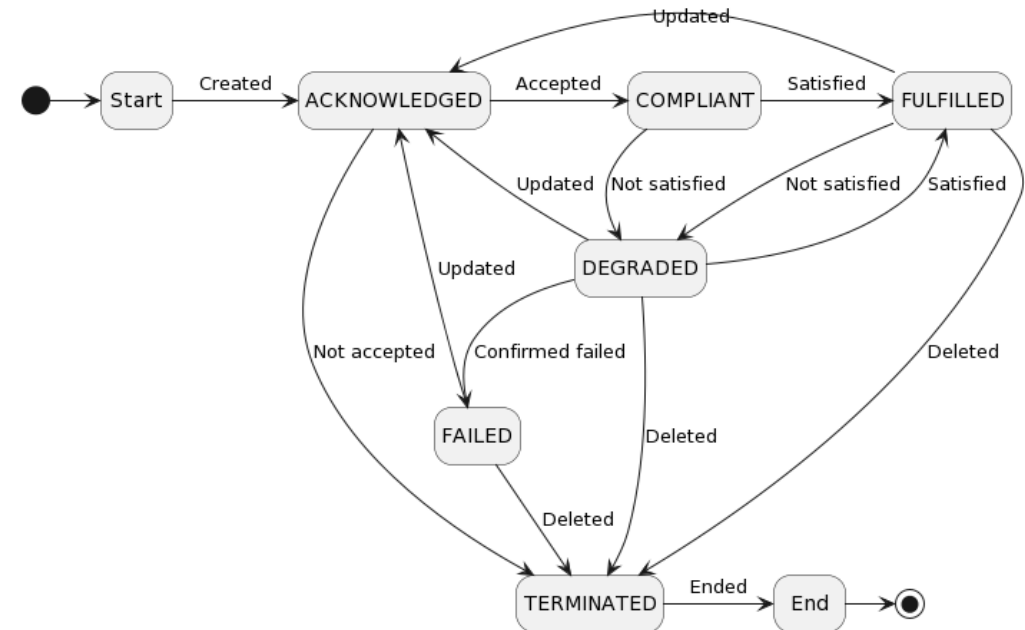 Updated
Created
Accepted
Satisfied
Start
ACKNOWLEDGED
COMPLIANT
FULFILLED
Updated
Not satisfied
Not satisfied
Satisfied
Updated
DEGRADED
Not accepted
Confirmed failed
Deleted
FAILED
Deleted
Deleted
Ended
TERMINATED
End